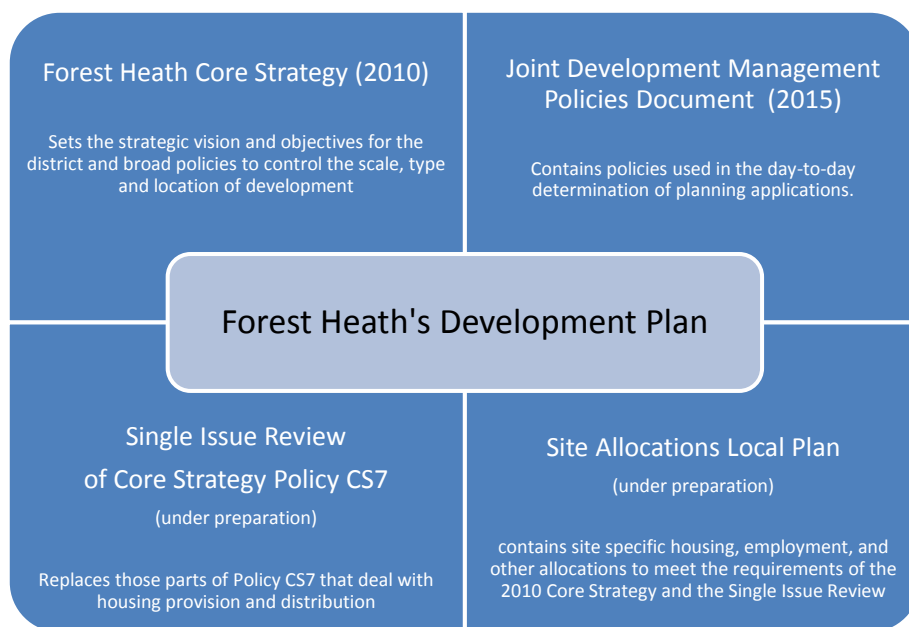 Forest Heath Core Strategy (2010)
Sets the strategic vision and objectives for the
district and broad policies to control the scale, type
and location of development
Joint Development Management
Policies Document  (2015)
Contains policies used in the day-to-day
determination of planning applications.
Forest Heath's Development Plan
Single Issue Review
of Core Strategy Policy CS7
(under preparation)
Replaces those parts of Policy CS7 that deal with
housing provision and distribution
Site Allocations Local Plan
(under preparation)
contains site specific housing, employment, and
other allocations to meet the requirements of the
2010 Core Strategy and the Single Issue Review